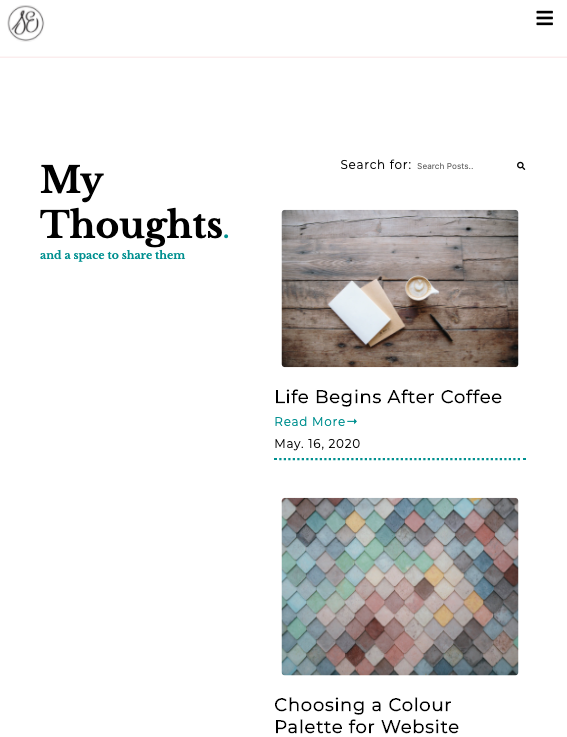 My
Thoughts.
and a space to share them
Search for: Search Posts..
Life Begins After Coffee
Read More→
May. 16, 2020
Choosing a Colour
Palette for Website